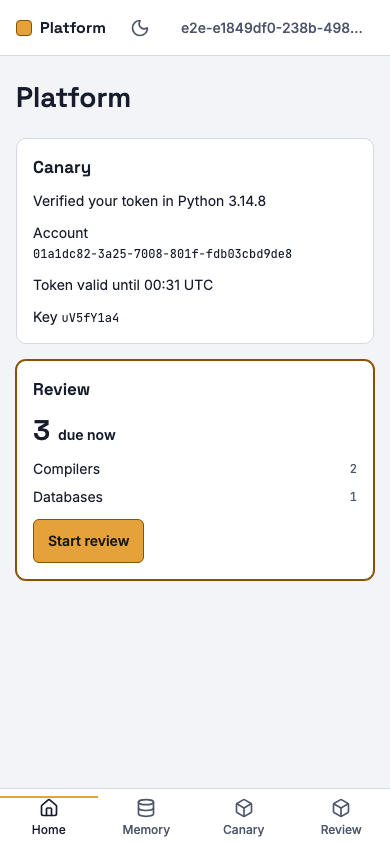 Platform
e2e-e1849df0-238b-498...
Platform
Canary
Verified your token in Python 3.14.8
Account
01a1dc82-3a25-7008-801f-fdb03cbd9de8
Token valid until 00:31 UTC
Key uV5fY1a4
Review
3 due now
Compilers 2
Databases 1
Start review
Home Memory Canary Review